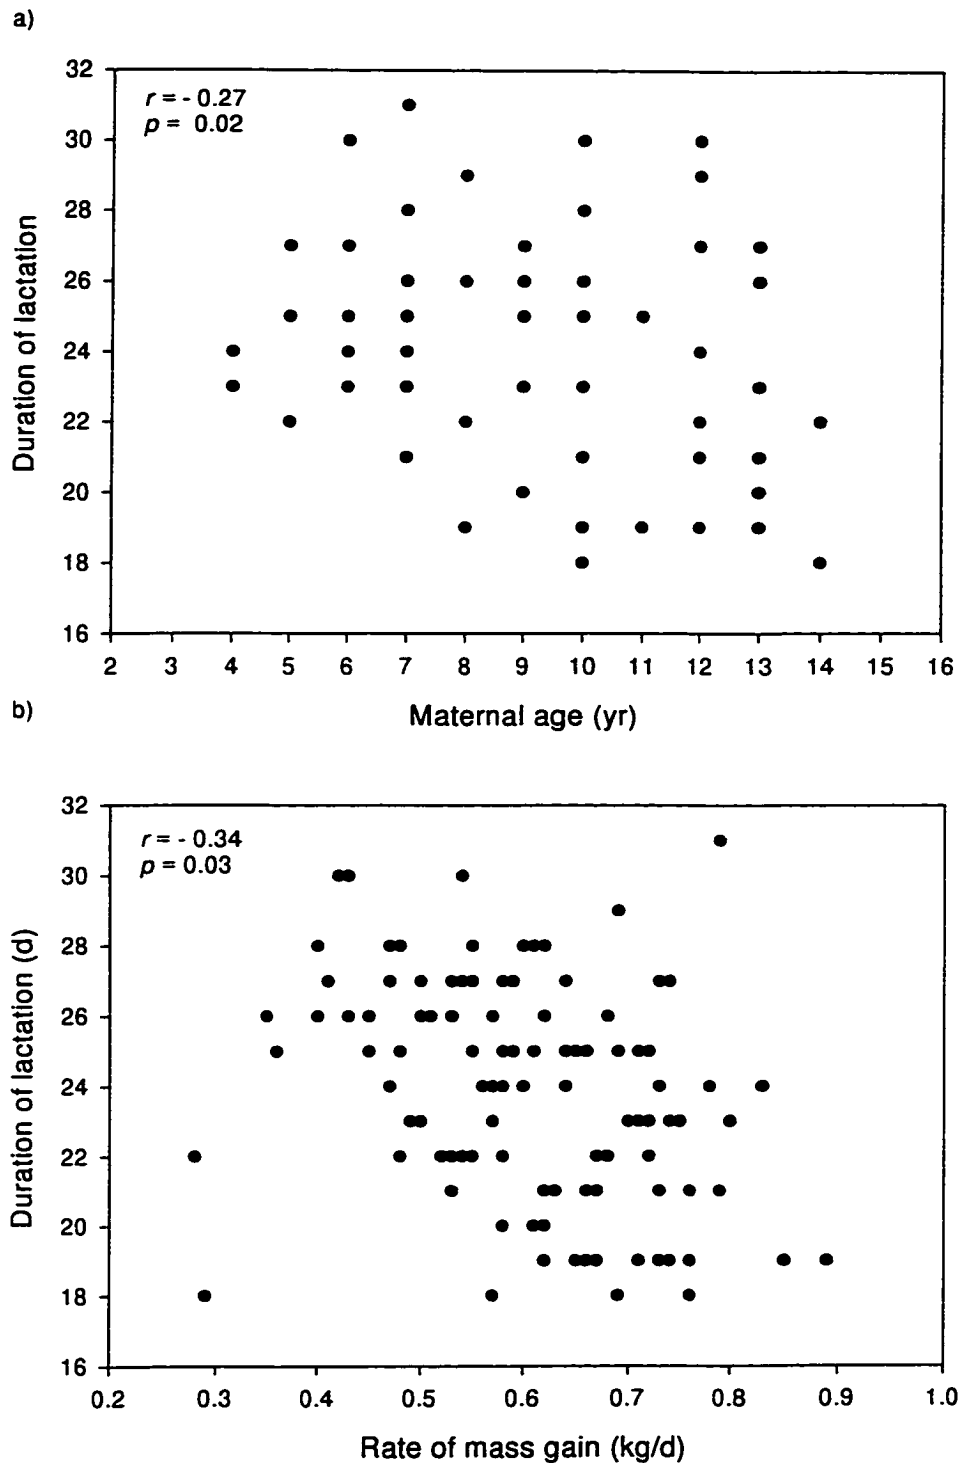 a)
32
30
28
26
24
22
20
18
16
Duration of lactation
r = - 0.27
p = 0.02
2 3 4 5 6 7 8 9 10 11 12 13 14 15 16
Maternal age (yr)
b)
32
30
28
26
24
22
20
18
16
Duration of lactation (d)
r = - 0.34
p = 0.03
0.2 0.3 0.4 0.5 0.6 0.7 0.8 0.9 1.0
Rate of mass gain (kg/d)